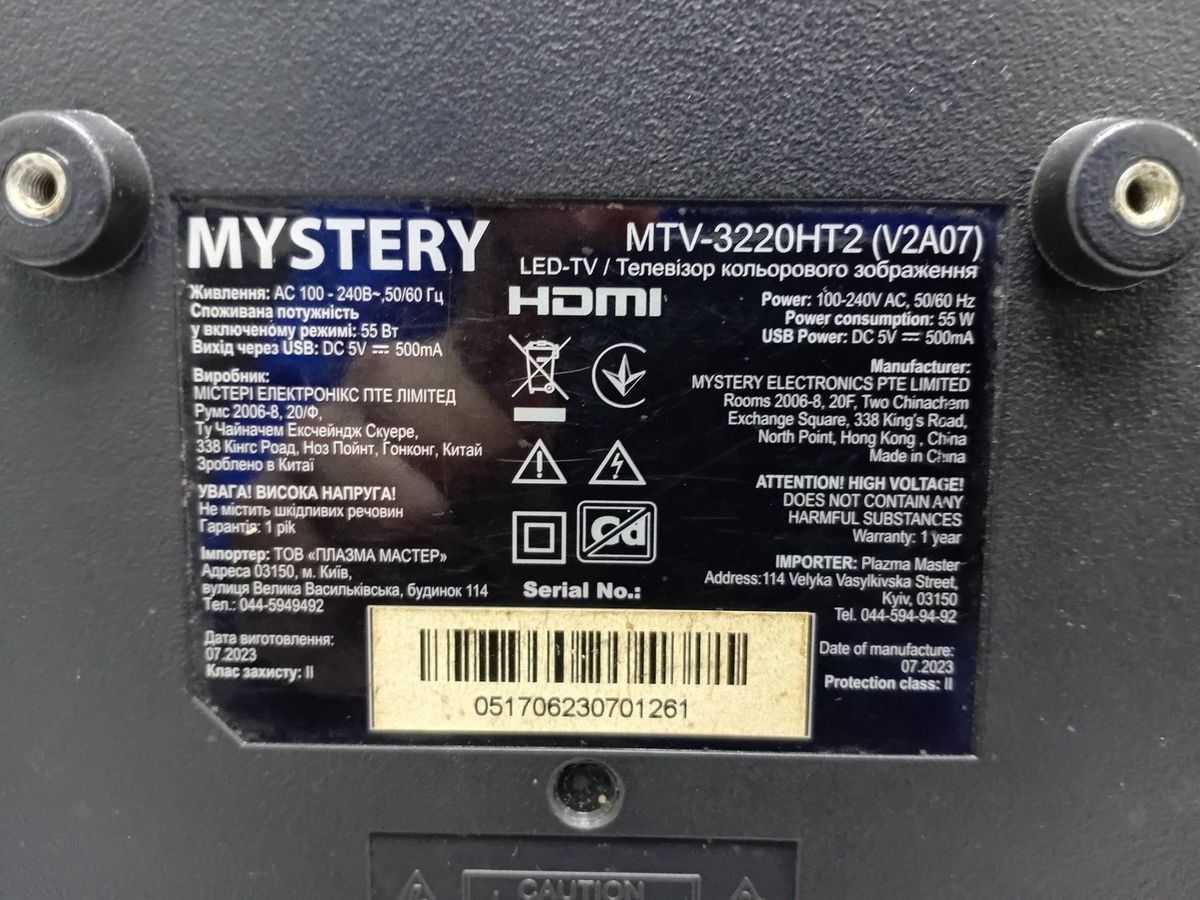 MYSTERY
MTV-3220HT2 (V2A07)
LED-TV / Телевізор кольорового зображення
Живлення: AC 100 - 240В~,50/60 Гц
Споживана потужність
у включеному режимі: 55 Вт
Вихід через USB: DC 5V ⎓ 500mA
Виробник:
МІСТЕРІ ЕЛЕКТРОНІКС ПТЕ ЛІМІТЕД
Румс 2006-8, 20/Ф,
Ту Чайначем Ексчейндж Скуере,
338 Кінгс Роад, Ноз Пойнт, Гонконг, Китай
Зроблено в Китаї
УВАГА! ВИСОКА НАПРУГА!
Не містить шкідливих речовин
Гарантія: 1 рік
Імпортер: ТОВ «ПЛАЗМА МАСТЕР»
Адреса 03150, м. Київ,
вулиця Велика Васильківська, будинок 114
Тел.: 044-5949492
Дата виготовлення:
07.2023
Клас захисту: II
HDMI
Cd
Serial No.:
051706230701261
Power: 100-240V AC, 50/60 Hz
Power consumption: 55 W
USB Power: DC 5V ⎓ 500mA
Manufacturer:
MYSTERY ELECTRONICS PTE LIMITED
Rooms 2006-8, 20F, Two Chinachem
Exchange Square, 338 King's Road,
North Point, Hong Kong , China
Made in China
ATTENTION! HIGH VOLTAGE!
DOES NOT CONTAIN ANY
HARMFUL SUBSTANCES
Warranty: 1 year
IMPORTER: Plazma Master
Address:114 Velyka Vasylkivska Street,
Kyiv, 03150
Tel. 044-594-94-92
Date of manufacture:
07.2023
Protection class: II
CAUTION